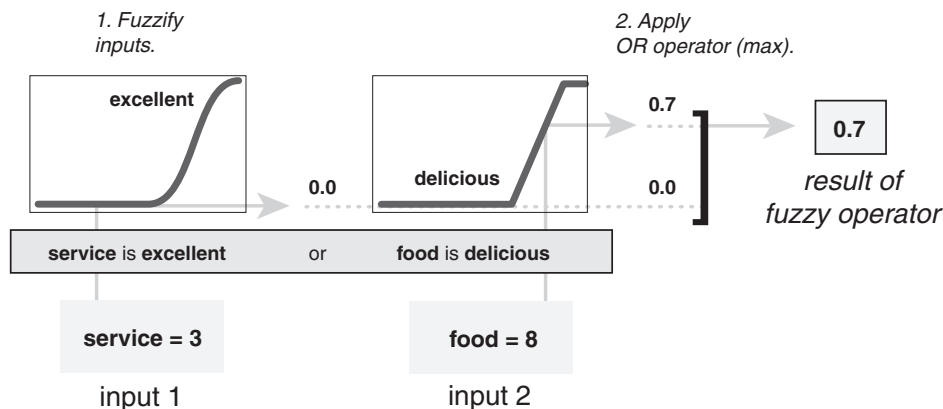 1. Fuzzify
inputs.
2. Apply
OR operator (max).
excellent
0.7
0.7
0.0
delicious
0.0
result of
fuzzy operator
service is excellent or food is delicious
service = 3
food = 8
input 1
input 2